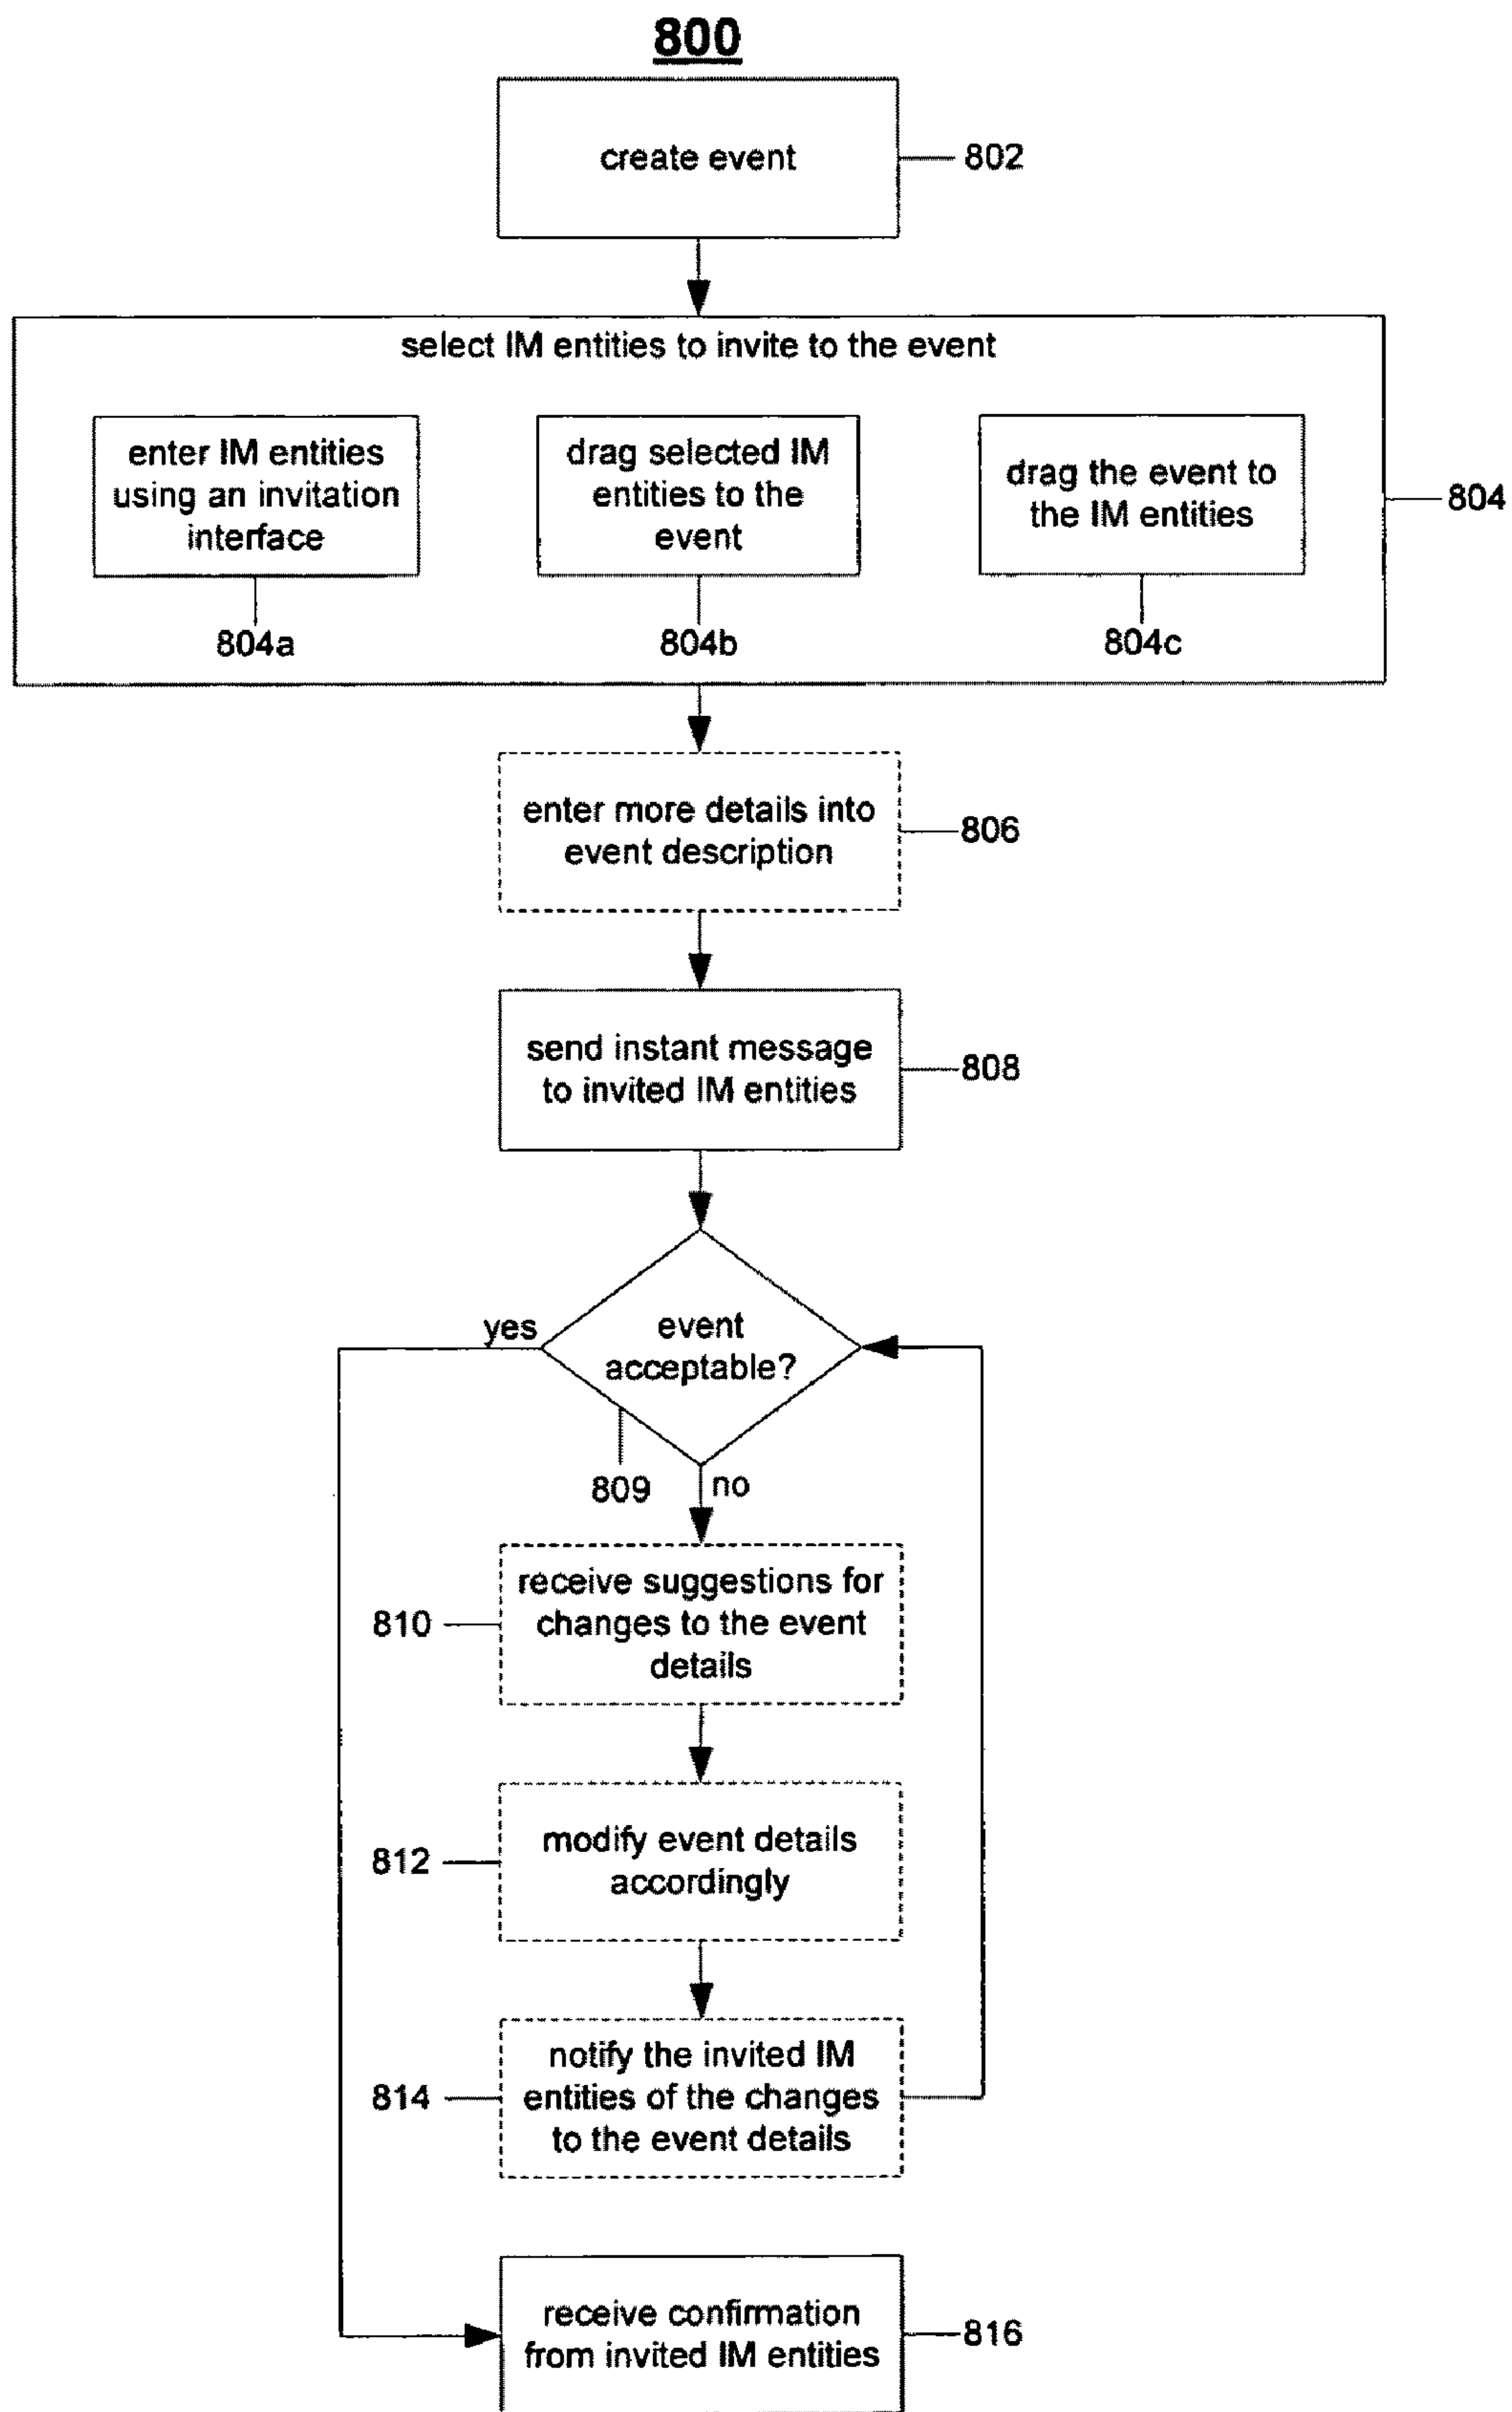 800
create event
802
select IM entities to invite to the event
enter IM entities
using an invitation
interface
drag selected IM
entities to the
event
drag the event to
the IM entities
804
804a
804b
804c
enter more details into
event description
806
send instant message
to invited IM entities
808
yes
event
acceptable?
809
no
receive suggestions for
changes to the event
details
810
modify event details
accordingly
812
notify the invited IM
entities of the changes
to the event details
814
receive confirmation
from invited IM entities
816